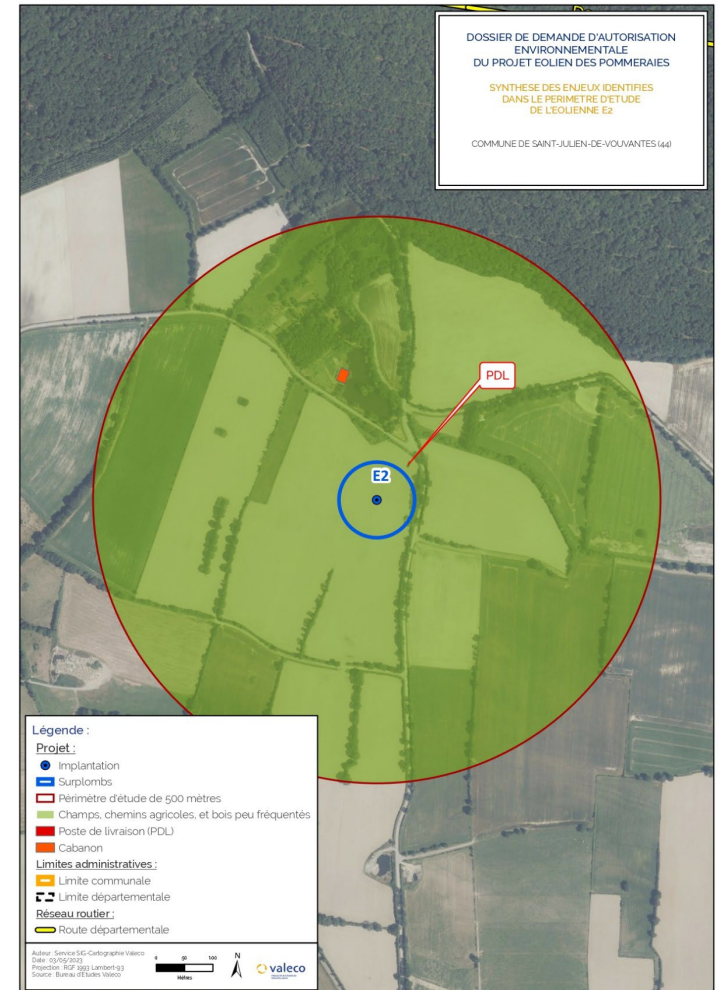 DOSSIER DE DEMANDE D'AUTORISATION
ENVIRONNEMENTALE
DU PROJET EOLIEN DES POMMERAIES
SYNTHESE DES ENJEUX IDENTIFIES
DANS LE PERIMETRE D'ETUDE
DE L'EOLIENNE E2
COMMUNE DE SAINT-JULIEN-DE-VOUVANTES (44)
PDL
E2
Légende :
Projet :
Implantation
Surplombs
Périmètre d'étude de 500 mètres
Champs, chemins agricoles, et bois peu fréquentés
Poste de livraison (PDL)
Cabanon
Limites administratives :
Limite communale
Limite départementale
Réseau routier :
Route départementale
Auteur : Service SIG-Cartographie Valeco
Date : 03/05/2023
Projection : RGF 1993 Lambert-93
Source : Bureau d'Études Valeco
0 50 100
Mètres
N
valeco